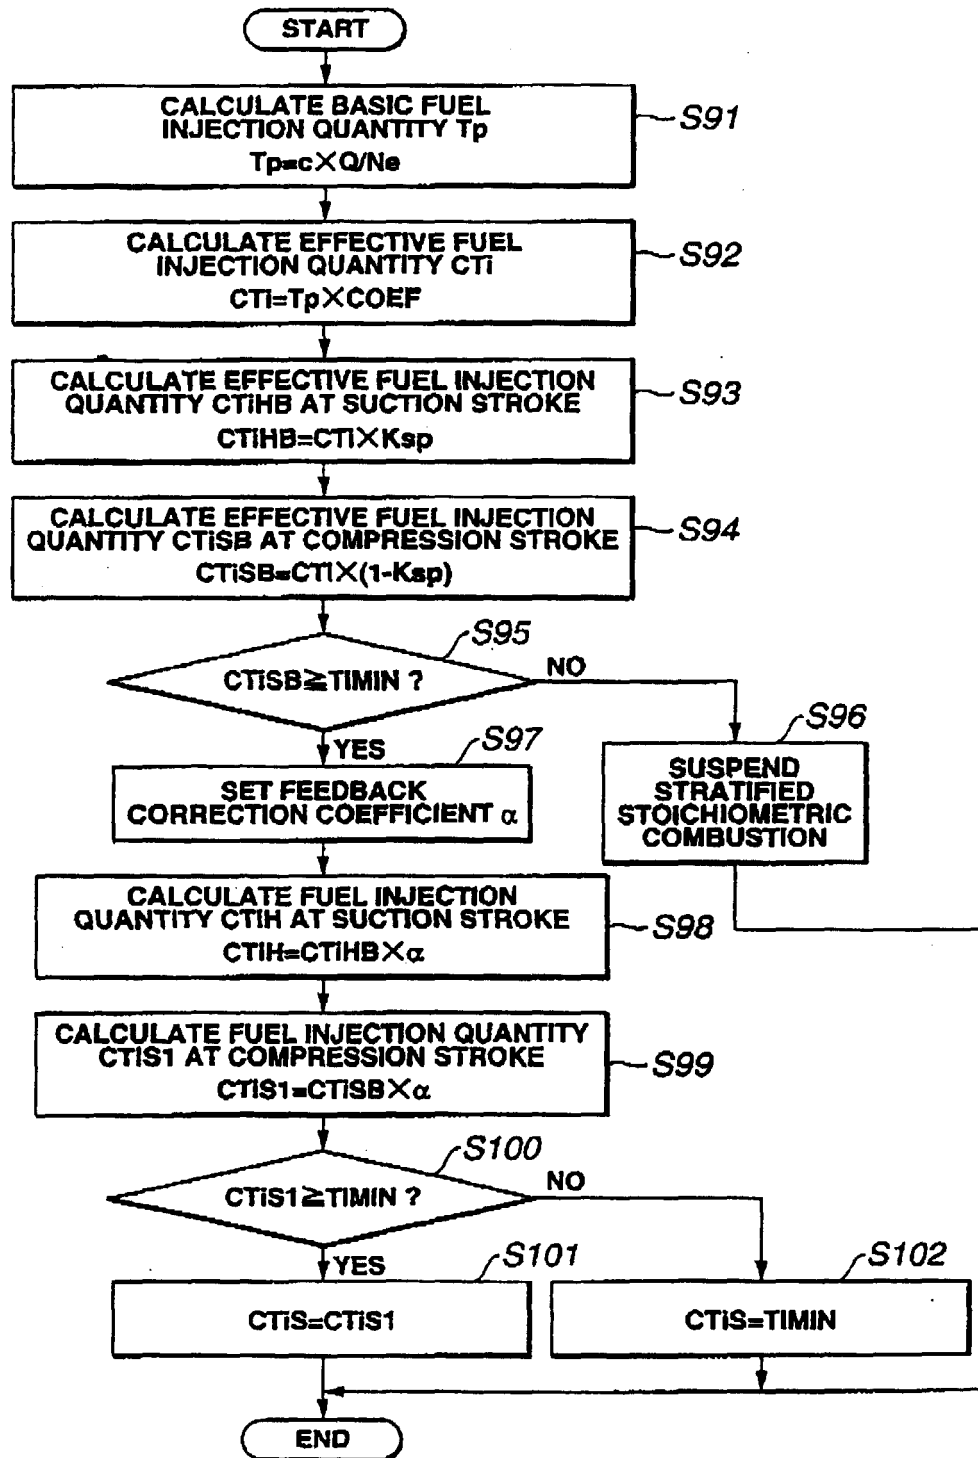 START
CALCULATE BASIC FUEL
INJECTION QUANTITY Tp
Tp=c×Q/Ne
S91
CALCULATE EFFECTIVE FUEL
INJECTION QUANTITY CTi
CTi=Tp×COEF
S92
CALCULATE EFFECTIVE FUEL INJECTION
QUANTITY CTiHB AT SUCTION STROKE
CTiHB=CTi×Ksp
S93
CALCULATE EFFECTIVE FUEL INJECTION
QUANTITY CTiSB AT COMPRESSION STROKE
CTiSB=CTi×(1-Ksp)
S94
S95
CTiSB≧TIMIN ?
NO
YES
S96
SUSPEND
STRATIFIED
STOICHIOMETRIC
COMBUSTION
S97
SET FEEDBACK
CORRECTION COEFFICIENT α
CALCULATE FUEL INJECTION
QUANTITY CTiH AT SUCTION STROKE
CTiH=CTiHB×α
S98
CALCULATE FUEL INJECTION QUANTITY
CTiS1 AT COMPRESSION STROKE
CTiS1=CTiSB×α
S99
S100
CTiS1≧TIMIN ?
NO
YES
S101
CTiS=CTiS1
S102
CTiS=TIMIN
END